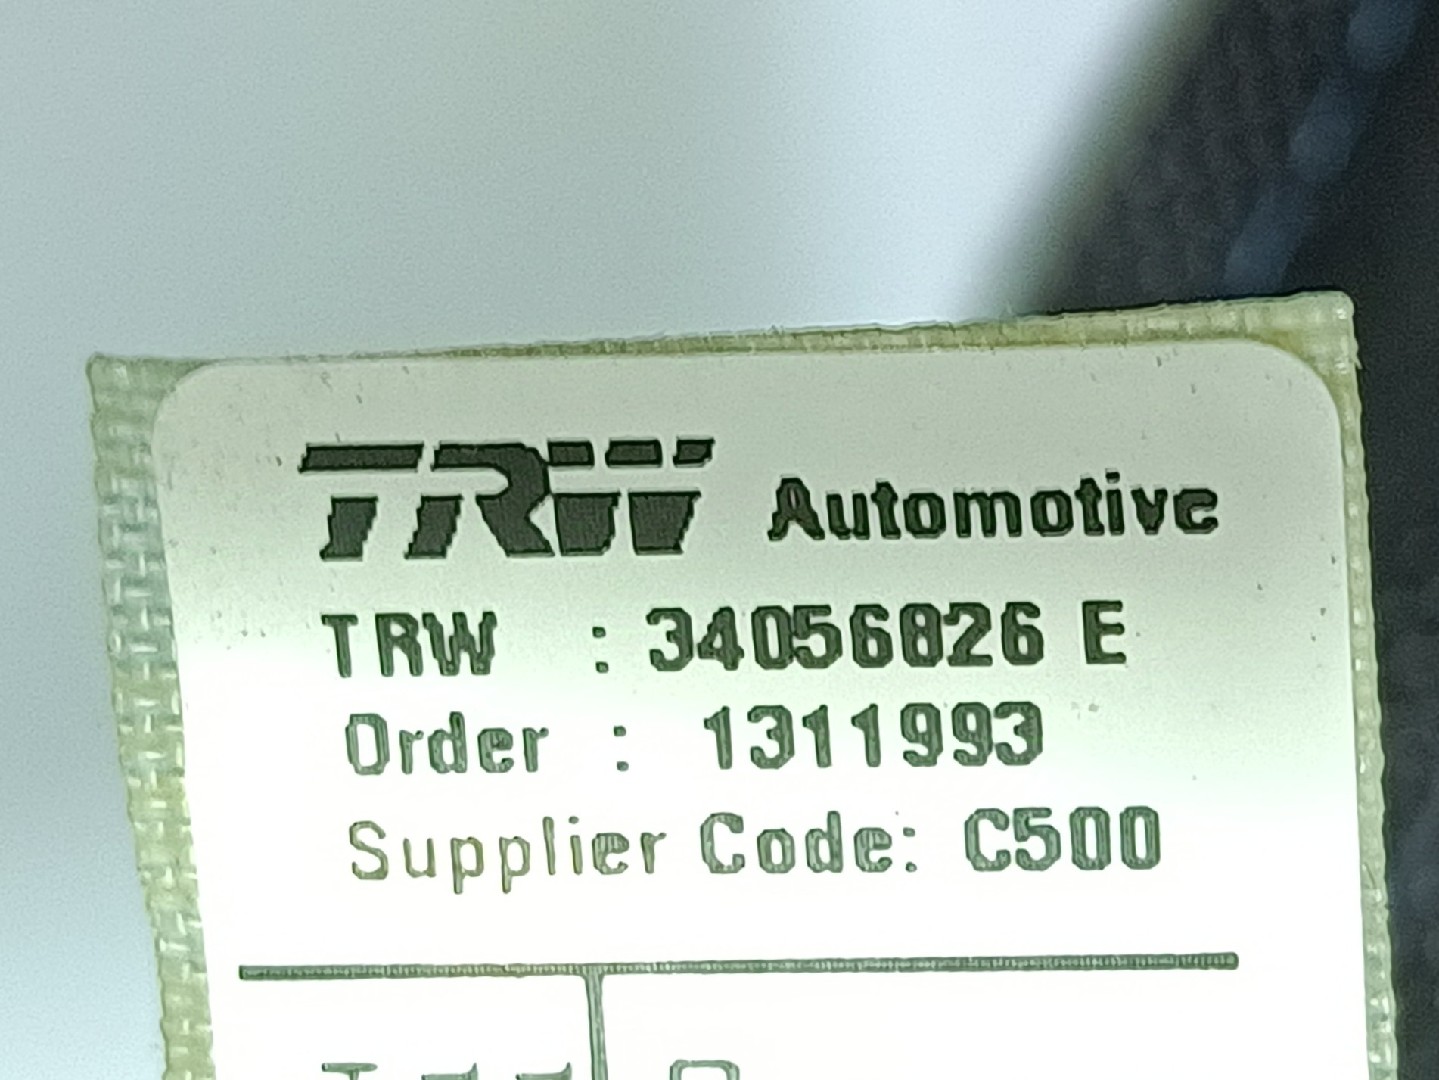 TRW Automotive
TRW : 34056826 E
Order : 1311993
Supplier Code: C500